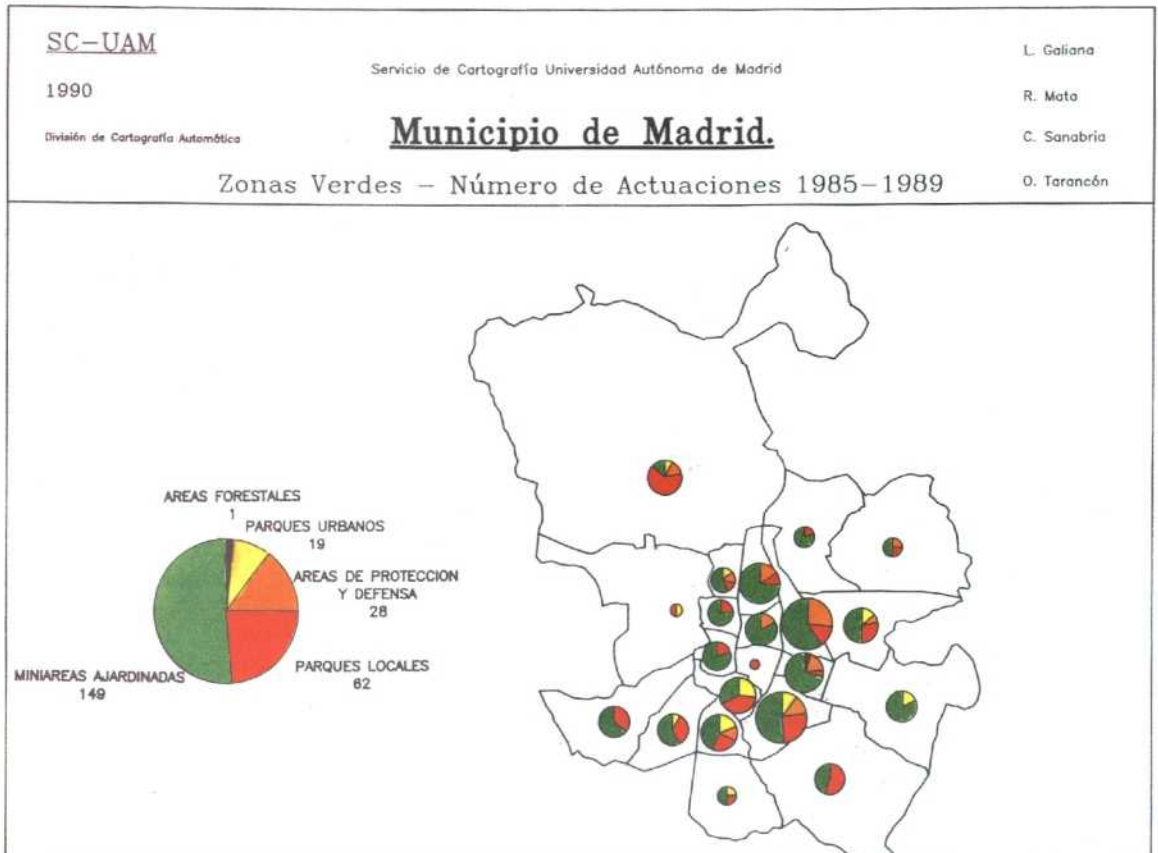 SC-UAM
1990
División de Cartografía Automática
Servicio de Cartografía Universidad Autónoma de Madrid
Municipio de Madrid.
Zonas Verdes - Número de Actuaciones 1985-1989
L. Galiana
R. Mata
C. Sanabria
O. Tarancón
AREAS FORESTALES
1
PARQUES URBANOS
19
AREAS DE PROTECCION
Y DEFENSA
28
PARQUES LOCALES
62
MINIAREAS AJARDINADAS
149